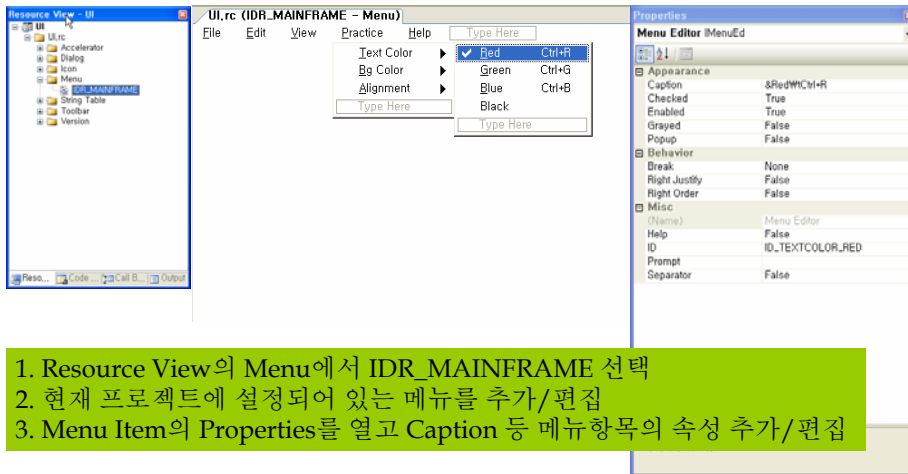 Resource View - UI
UI
UI.rc
Accelerator
Dialog
Icon
Menu
IDR_MAINFRAME
String Table
Toolbar
Version
Reso... Code ... Call B... Output
UI.rc (IDR_MAINFRAME - Menu)
File Edit View Practice Help Type Here
Text Color
Bg Color
Alignment
Type Here
Red Ctrl+R
Green Ctrl+G
Blue Ctrl+B
Black
Type Here
Properties
Menu Editor IMenuEd
Appearance
Caption &Red₩tCtrl+R
Checked True
Enabled True
Grayed False
Popup False
Behavior
Break None
Right Justify False
Right Order False
Misc
(Name) Menu Editor
Help False
ID ID_TEXTCOLOR_RED
Prompt
Separator False
1. Resource View의 Menu에서 IDR_MAINFRAME 선택
2. 현재 프로젝트에 설정되어 있는 메뉴를 추가/편집
3. Menu Item의 Properties를 열고 Caption 등 메뉴항목의 속성 추가/편집